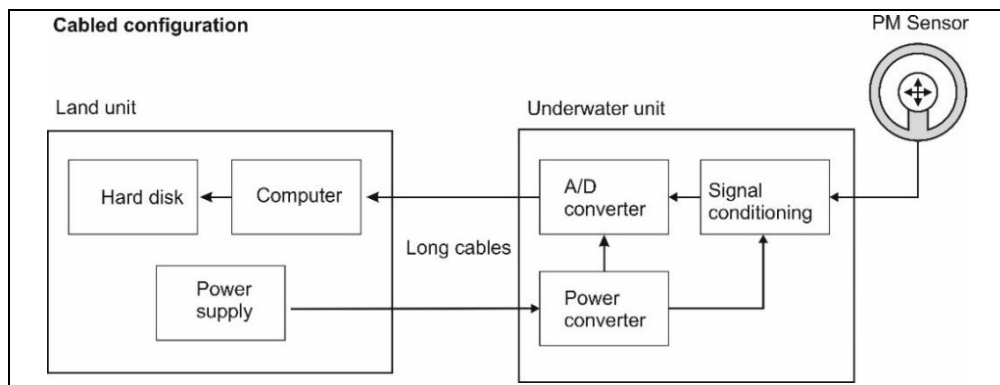 Cabled configuration
PM Sensor
Land unit
Underwater unit
Hard disk
Computer
A/D
converter
Signal
conditioning
Long cables
Power
supply
Power
converter